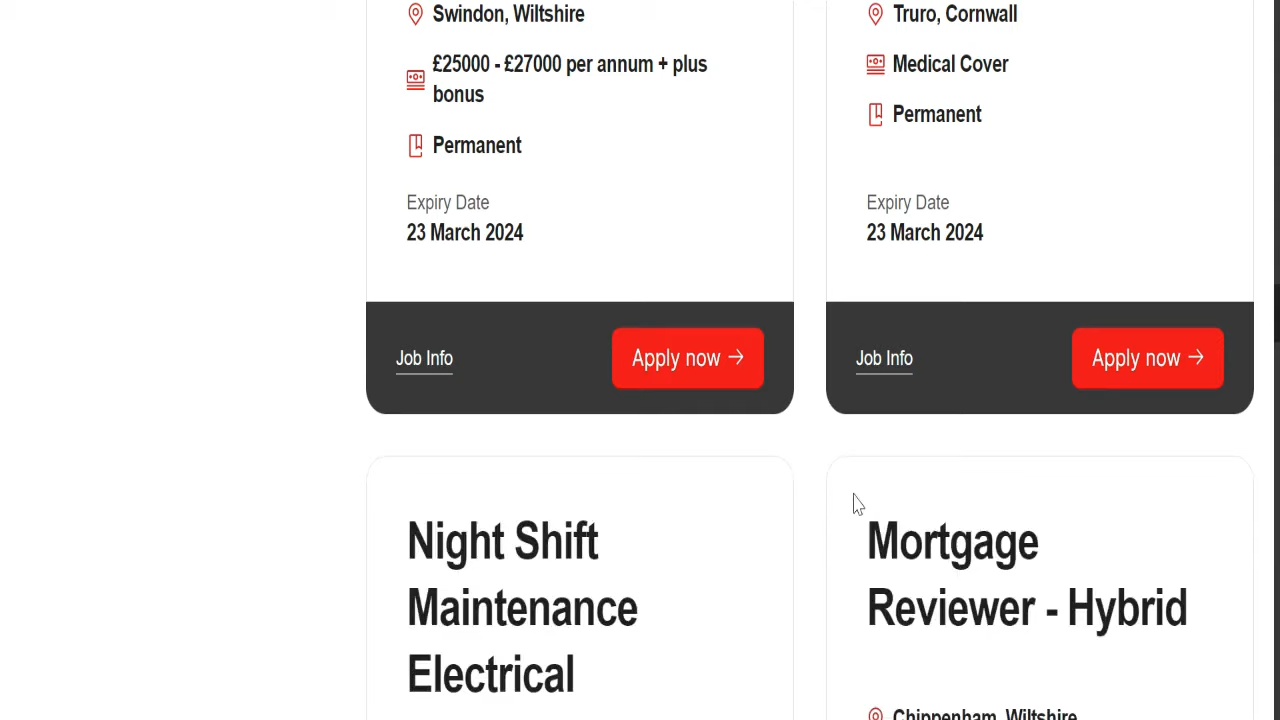 Swindon, Wiltshire
£25000 - £27000 per annum + plus
bonus
Permanent
Expiry Date
23 March 2024
Job Info
Apply now
Truro, Cornwall
Medical Cover
Permanent
Expiry Date
23 March 2024
Job Info
Apply now
Night Shift
Maintenance
Electrical
Mortgage
Reviewer - Hybrid
Chippenham, Wiltshire